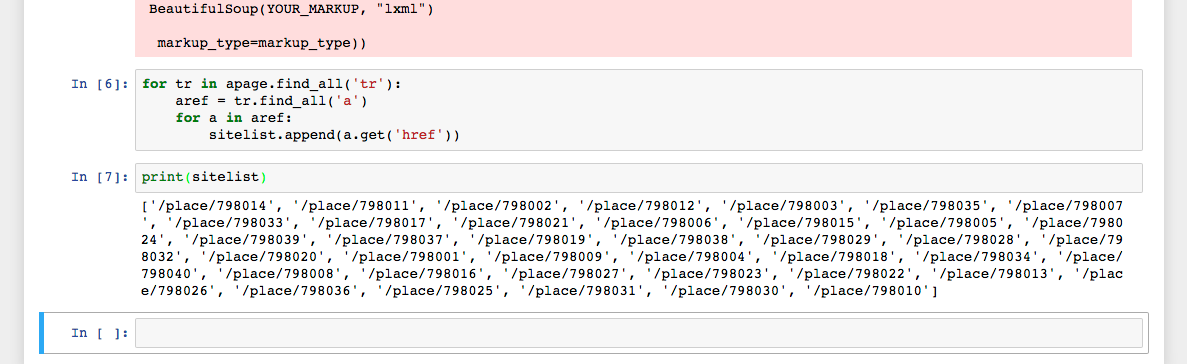 BeautifulSoup(YOUR_MARKUP, "lxml")
markup_type=markup_type))
In [6]: for tr in apage.find_all('tr'):
aref = tr.find_all('a')
for a in aref:
sitelist.append(a.get('href'))
In [7]: print(sitelist)
['/place/798014', '/place/798011', '/place/798002', '/place/798012', '/place/798003', '/place/798035', '/place/798007
', '/place/798033', '/place/798017', '/place/798021', '/place/798006', '/place/798015', '/place/798005', '/place/7980
24', '/place/798039', '/place/798037', '/place/798019', '/place/798038', '/place/798029', '/place/798028', '/place/79
8032', '/place/798020', '/place/798001', '/place/798009', '/place/798004', '/place/798018', '/place/798034', '/place/
798040', '/place/798008', '/place/798016', '/place/798027', '/place/798023', '/place/798022', '/place/798013', '/plac
e/798026', '/place/798036', '/place/798025', '/place/798031', '/place/798030', '/place/798010']
In [ ]: